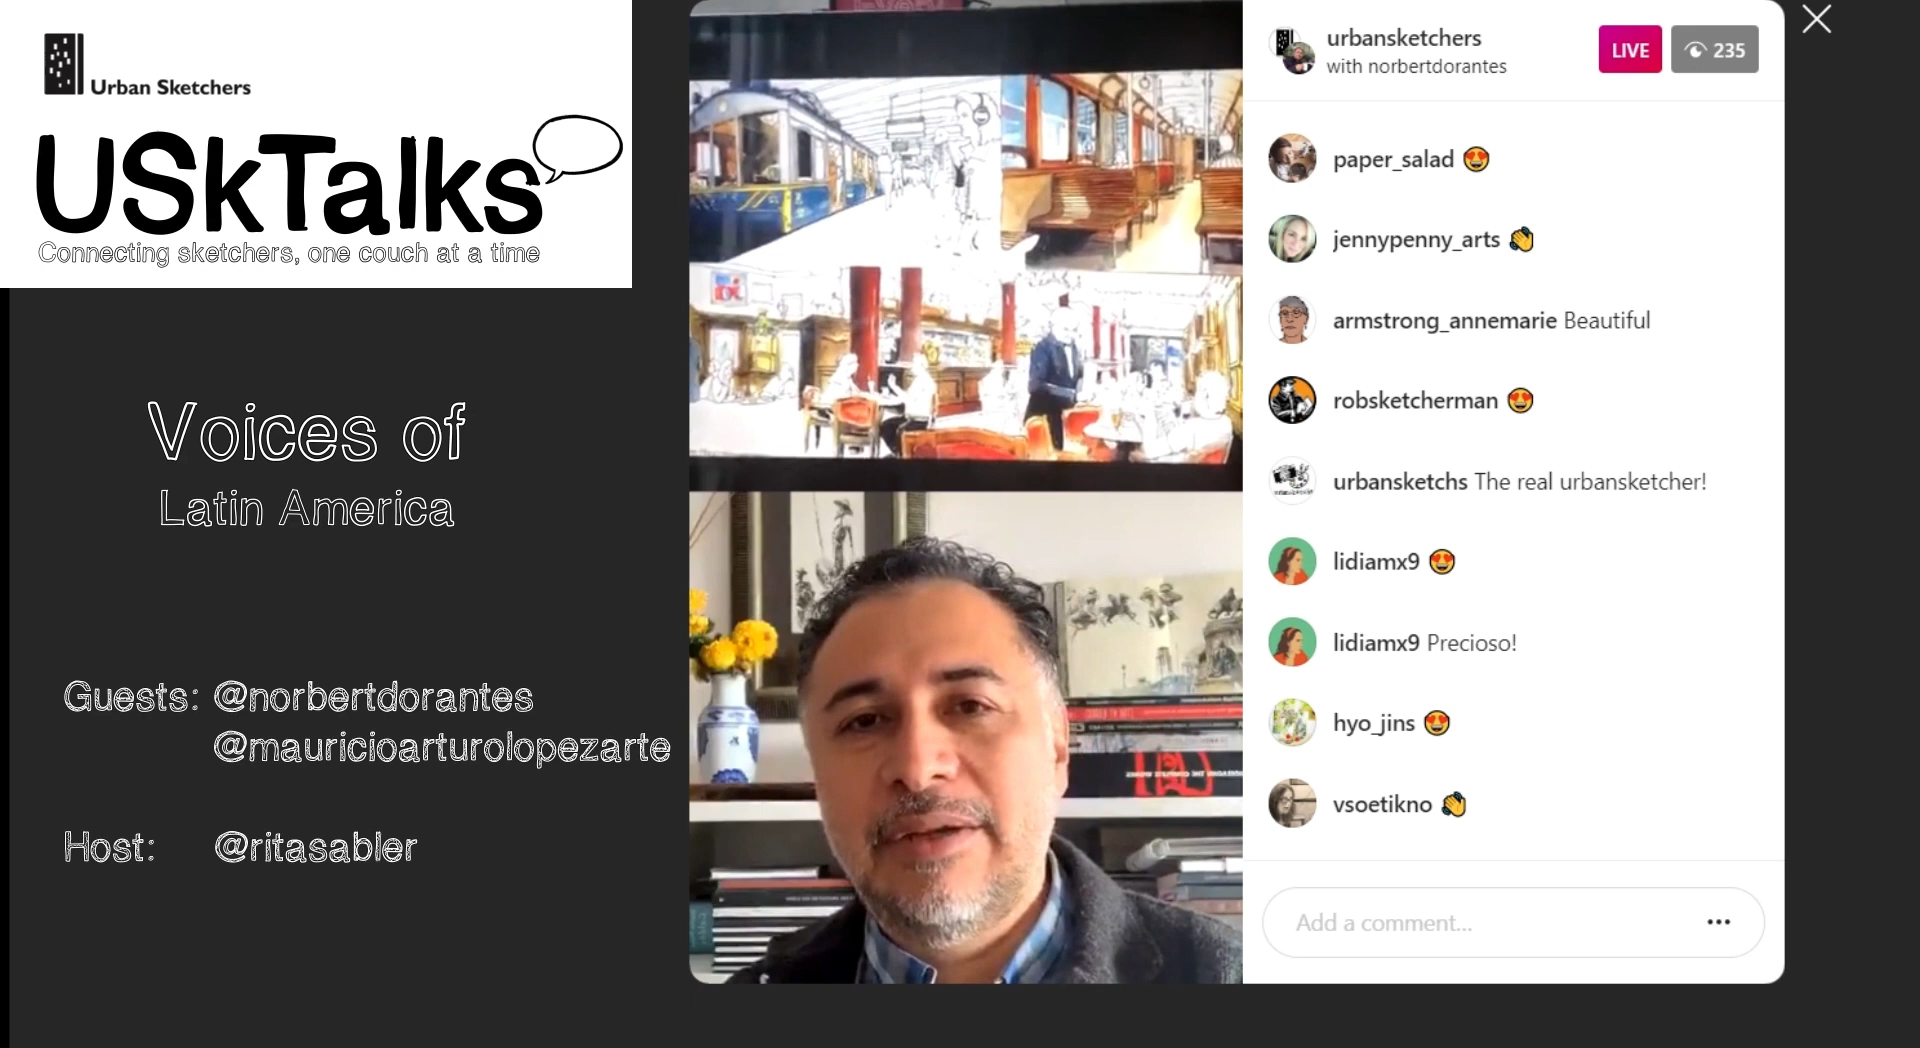 Urban Sketchers
USkTalks
Connecting sketchers, one couch at a time
Voices of
Latin America
Guests: @norbertdorantes
@mauricioarturolopezarte
Host: @ritasabler
urbansketchers
with norbertdorantes
LIVE
235
paper_salad 😍
jennypenny_arts 👏
armstrong_annemarie Beautiful
robsketcherman 😍
urbansketchs The real urbansketcher!
lidiamx9 😍
lidiamx9 Precioso!
hyo_jins 😍
vsoetikno 👏
Add a comment...